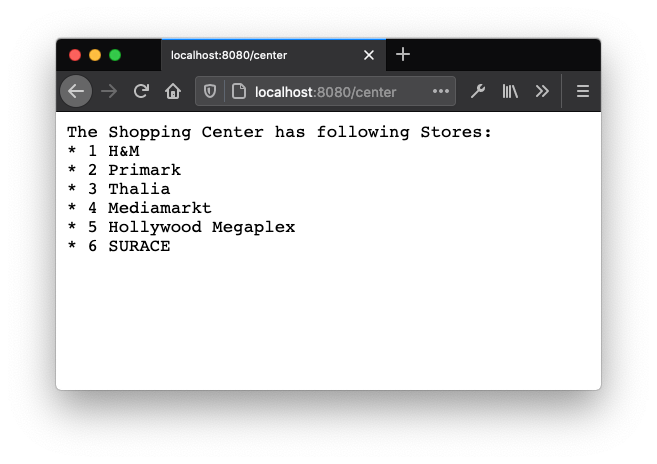 localhost:8080/center
localhost:8080/center
The Shopping Center has following Stores:
* 1 H&M
* 2 Primark
* 3 Thalia
* 4 Mediamarkt
* 5 Hollywood Megaplex
* 6 SURACE